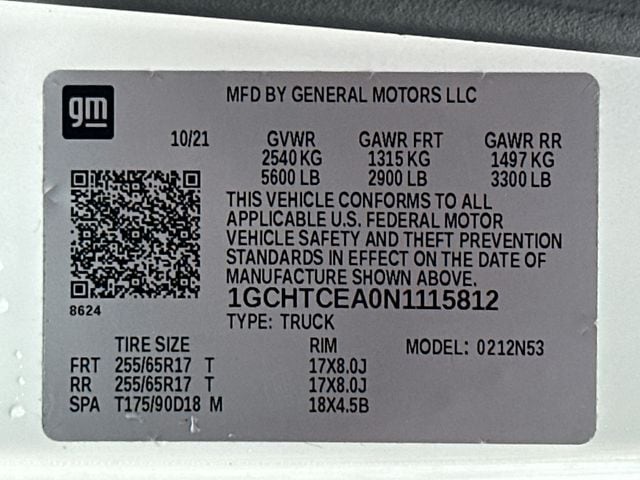 gm
MFD BY GENERAL MOTORS LLC
10/21 GVWR GAWR FRT GAWR RR
2540 KG 1315 KG 1497 KG
5600 LB 2900 LB 3300 LB
THIS VEHICLE CONFORMS TO ALL
APPLICABLE U.S. FEDERAL MOTOR
VEHICLE SAFETY AND THEFT PREVENTION
STANDARDS IN EFFECT ON THE DATE OF
MANUFACTURE SHOWN ABOVE.
1GCHTCEA0N1115812
8624
TYPE: TRUCK
TIRE SIZE RIM MODEL: 0212N53
FRT 255/65R17 T 17X8.0J
RR 255/65R17 T 17X8.0J
SPA T175/90D18 M 18X4.5B